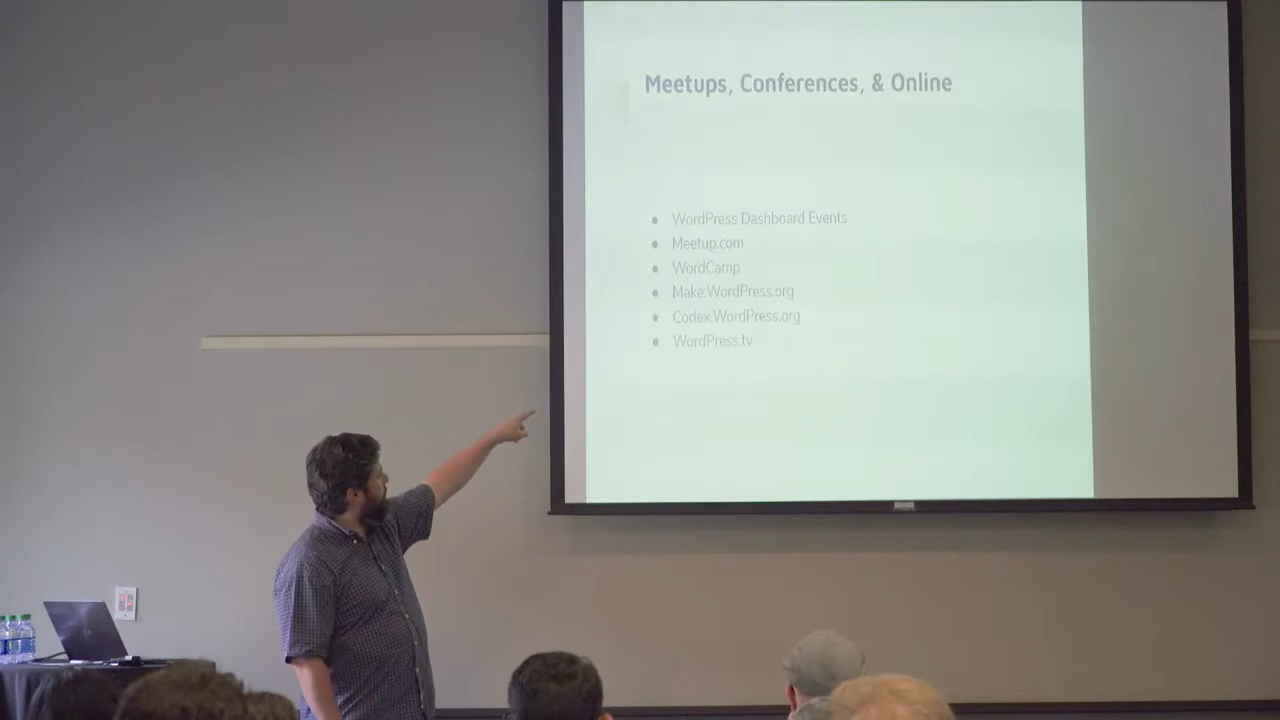 Meetups, Conferences, & Online
● WordPress Dashboard Events
● Meetup.com
● WordCamp
● Make.WordPress.org
● Codex.WordPress.org
● WordPress.tv